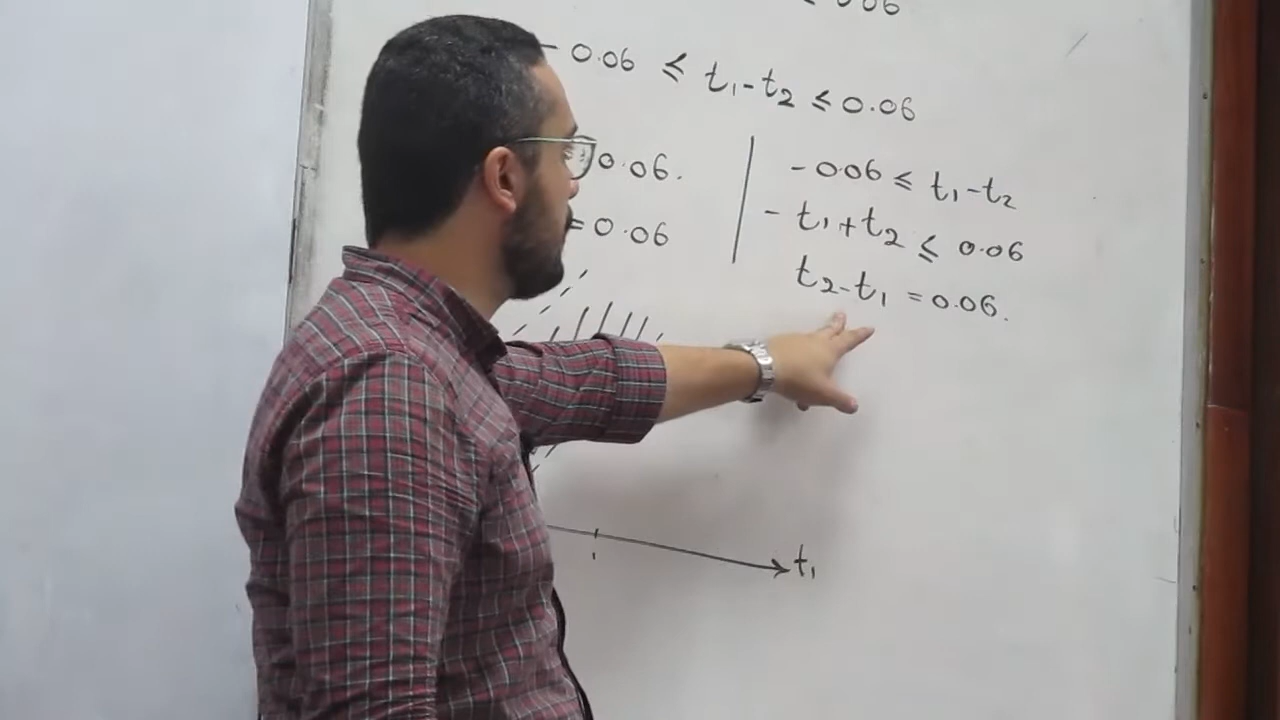 0.06
- 0.06 ≤ t₁-t₂ ≤ 0.06
0.06.
= 0.06
- 0.06 ≤ t₁-t₂
- t₁+t₂ ≤ 0.06
t₂-t₁ = 0.06.
t₁